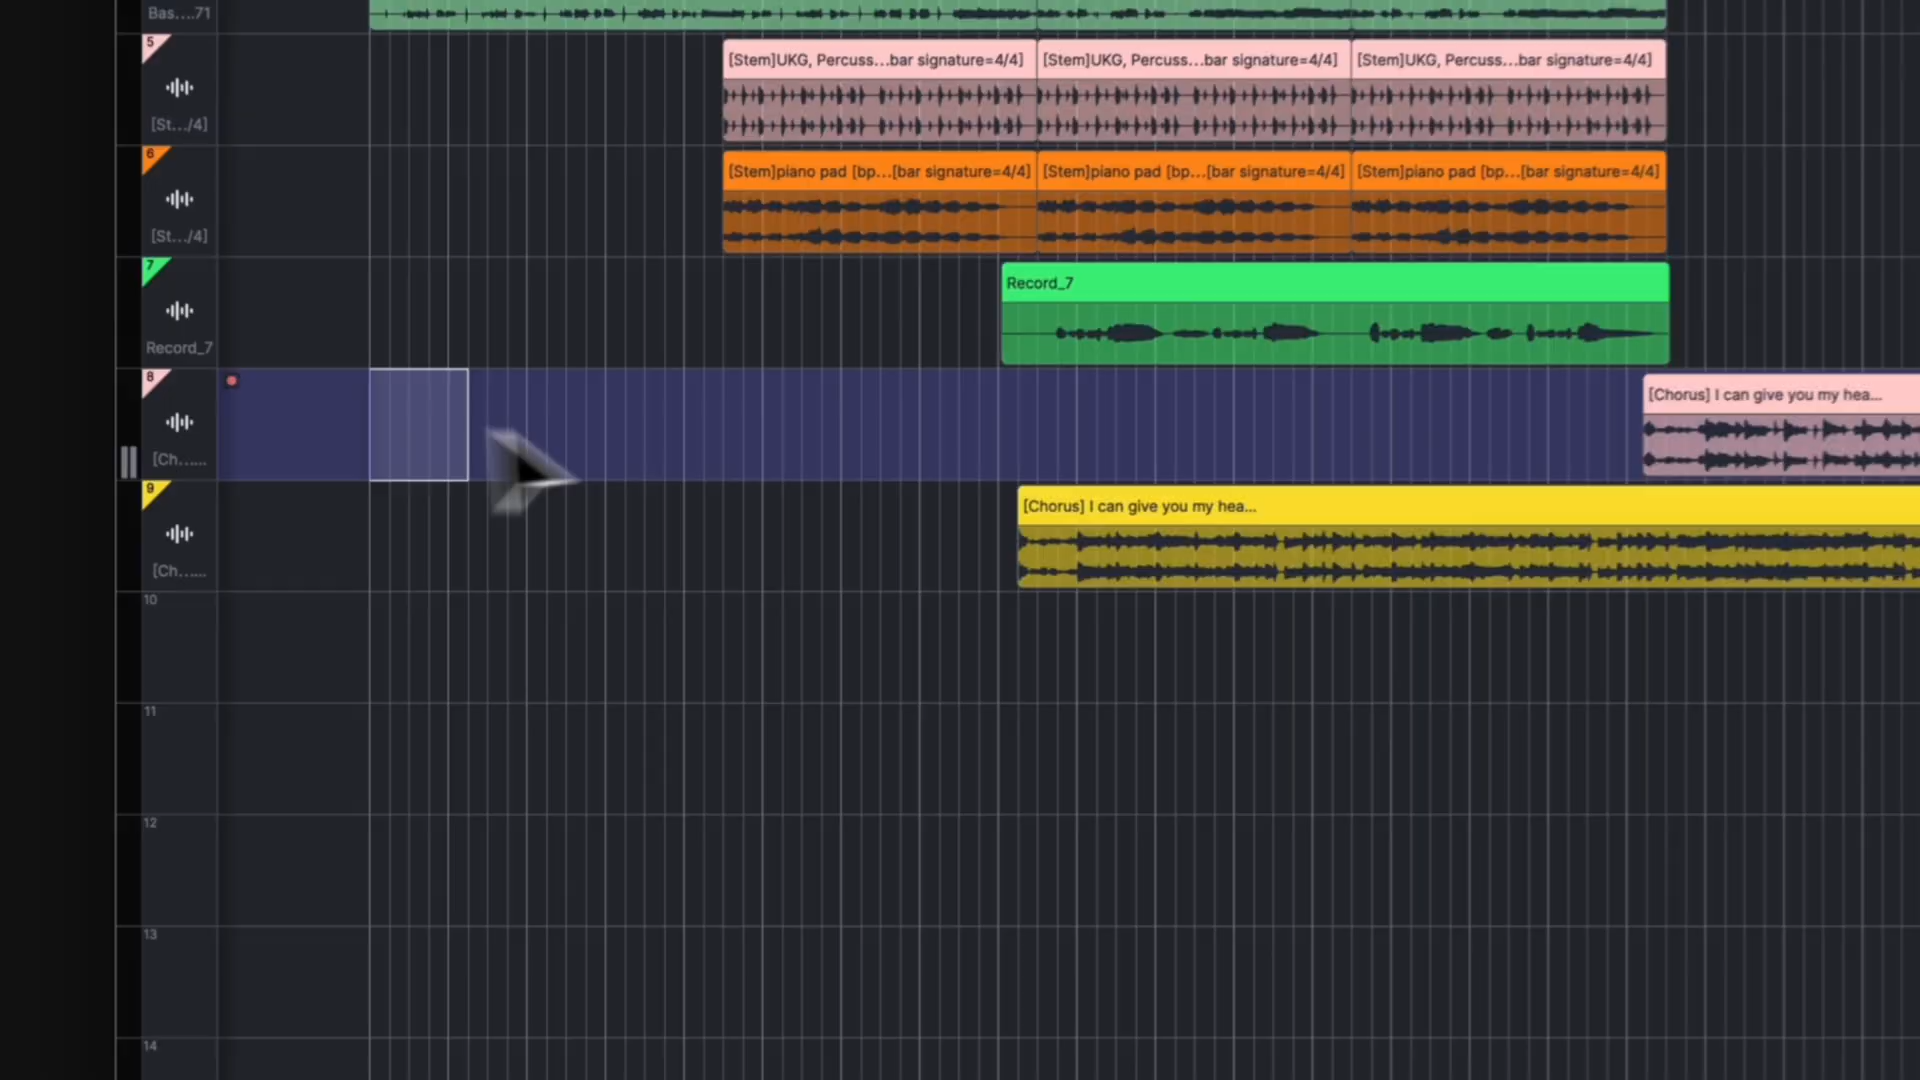 Bas....71
5
[Stem]UKG, Percuss...bar signature=4/4] [Stem]UKG, Percuss...bar signature=4/4] [Stem]UKG, Percuss...bar signature=4/4]
[St.../4]
6
[Stem]piano pad [bp...[bar signature=4/4] [Stem]piano pad [bp...[bar signature=4/4] [Stem]piano pad [bp...[bar signature=4/4]
[St.../4]
7
Record_7
Record_7
8
[Chorus] I can give you my hea...
[Ch......
9
[Chorus] I can give you my hea...
[Ch......
10
11
12
13
14